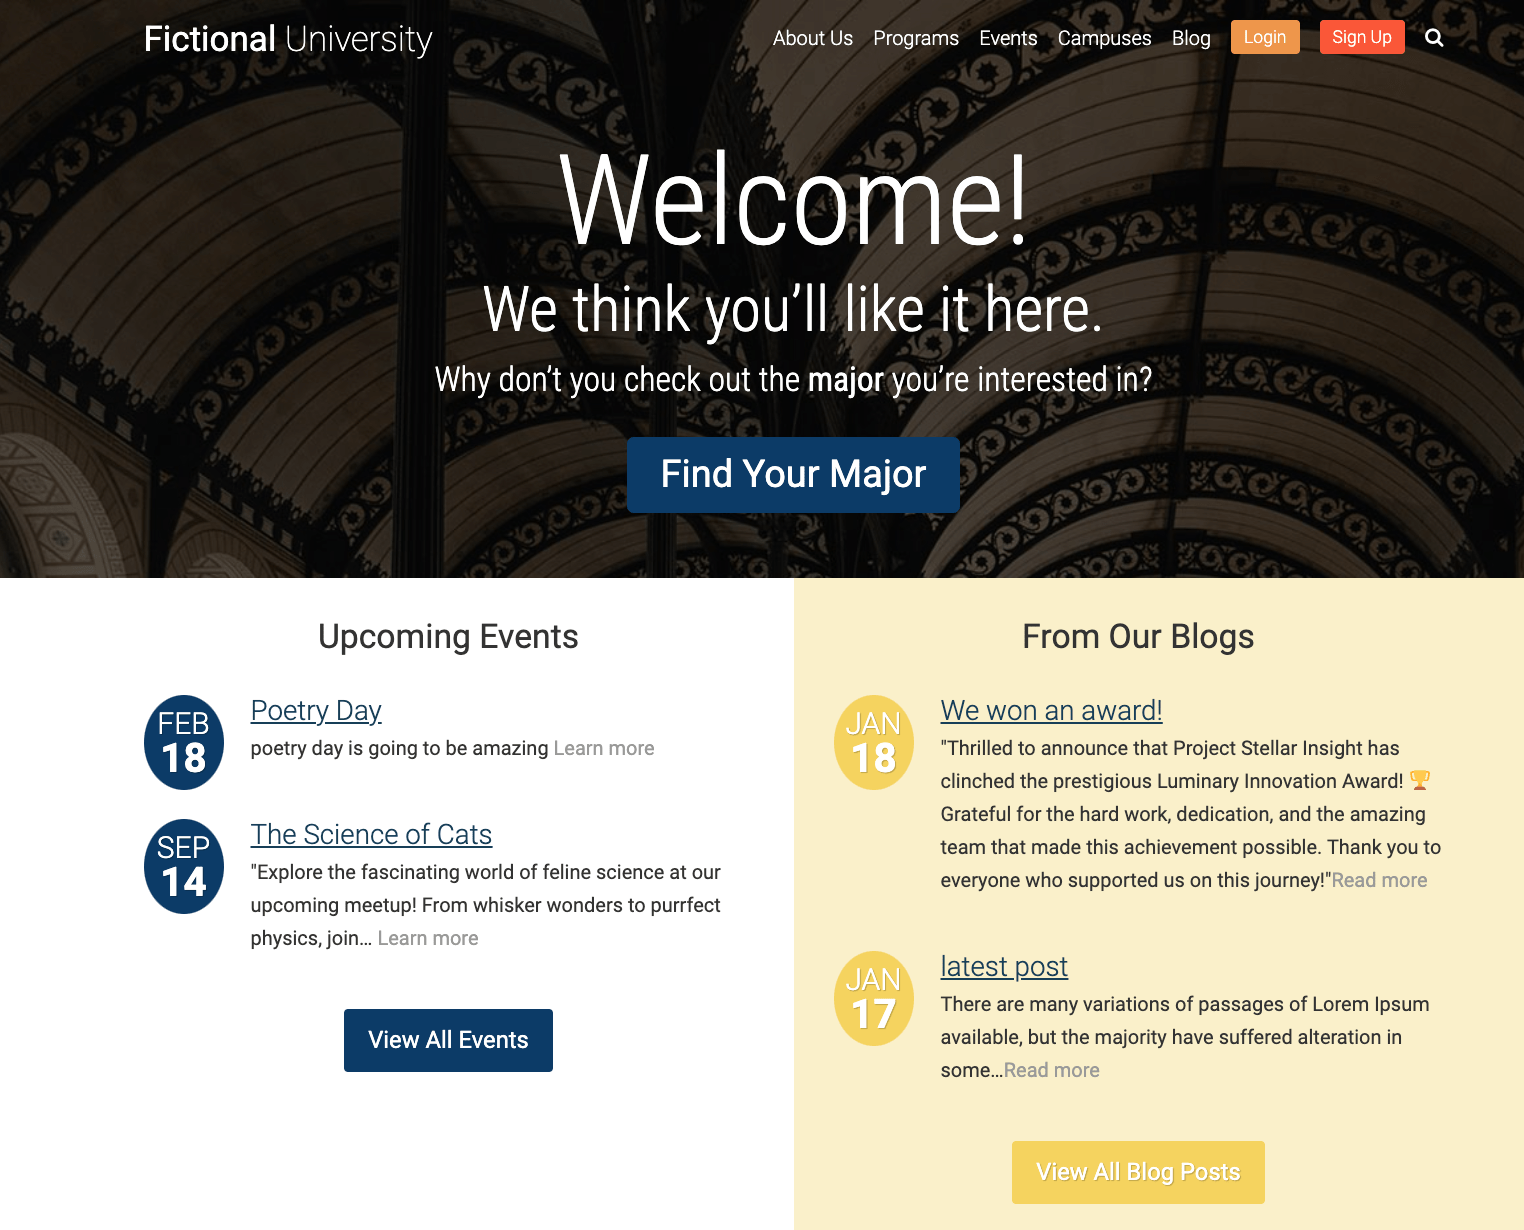 Fictional University
About Us Programs Events Campuses Blog Login Sign Up
Welcome!
We think you’ll like it here.
Why don’t you check out the major you’re interested in?
Find Your Major
Upcoming Events
FEB
18
Poetry Day
poetry day is going to be amazing Learn more
SEP
14
The Science of Cats
"Explore the fascinating world of feline science at our
upcoming meetup! From whisker wonders to purrfect
physics, join… Learn more
View All Events
From Our Blogs
JAN
18
We won an award!
"Thrilled to announce that Project Stellar Insight has
clinched the prestigious Luminary Innovation Award! 🏆
Grateful for the hard work, dedication, and the amazing
team that made this achievement possible. Thank you to
everyone who supported us on this journey!"Read more
JAN
17
latest post
There are many variations of passages of Lorem Ipsum
available, but the majority have suffered alteration in
some…Read more
View All Blog Posts